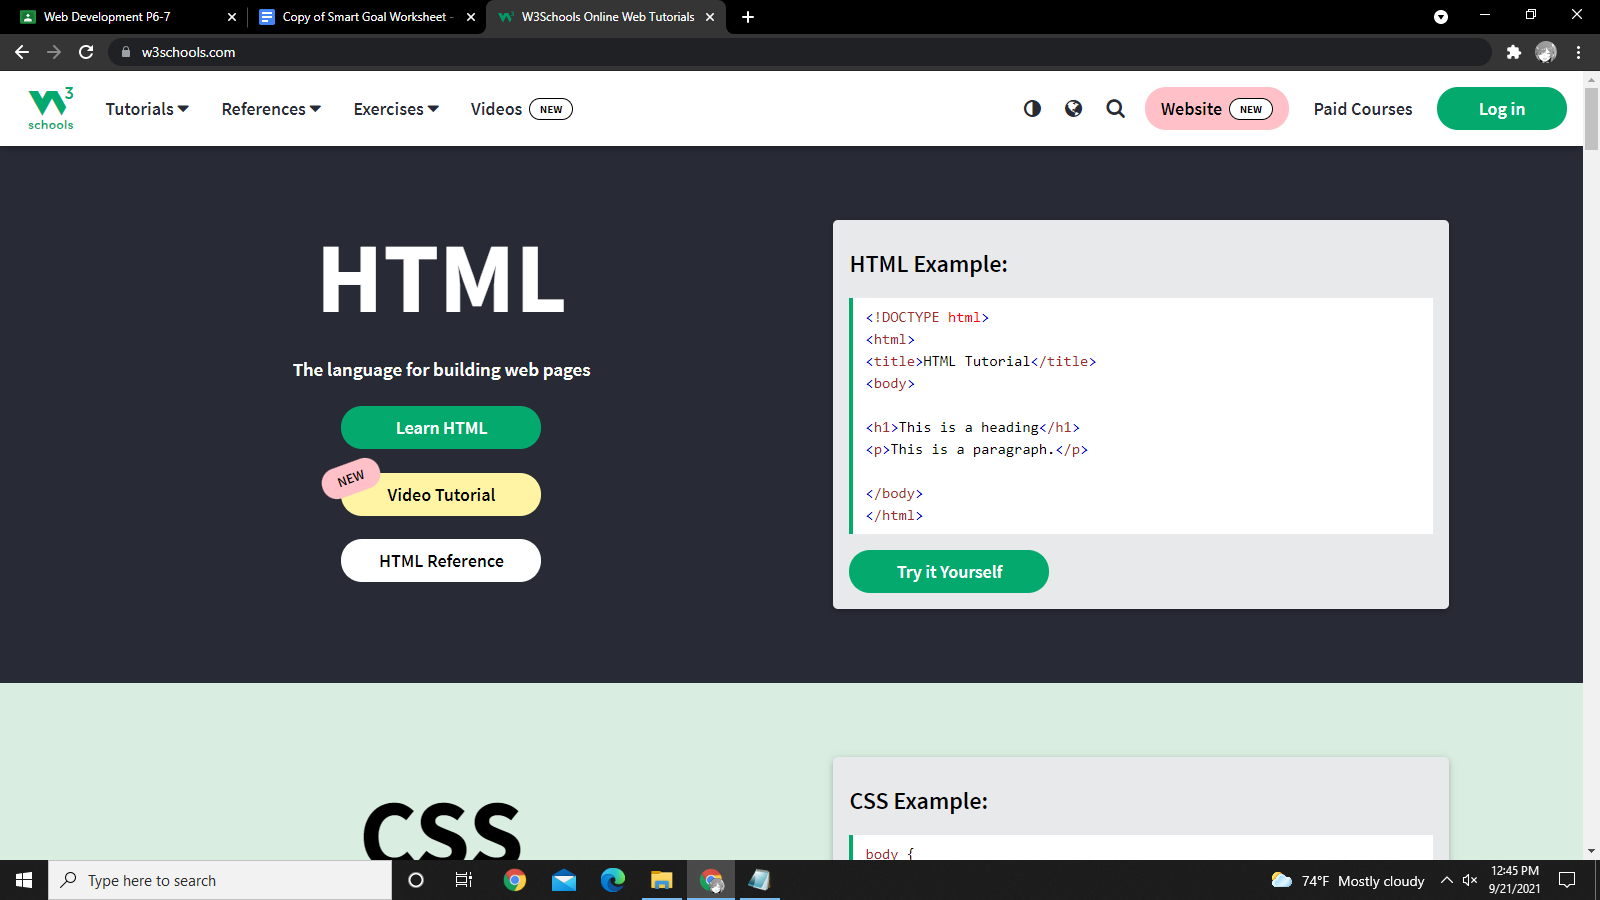 Web Development P6-7
Copy of Smart Goal Worksheet -
W3Schools Online Web Tutorials
w3schools.com
W3 schools
Tutorials
References
Exercises
Videos NEW
Website NEW
Paid Courses
Log in
HTML
The language for building web pages
Learn HTML
NEW
Video Tutorial
HTML Reference
HTML Example:
<!DOCTYPE html>
<html>
<title>HTML Tutorial</title>
<body>
<h1>This is a heading</h1>
<p>This is a paragraph.</p>
</body>
</html>
Try it Yourself
CSS
CSS Example:
body {
Type here to search
74°F Mostly cloudy
12:45 PM
9/21/2021